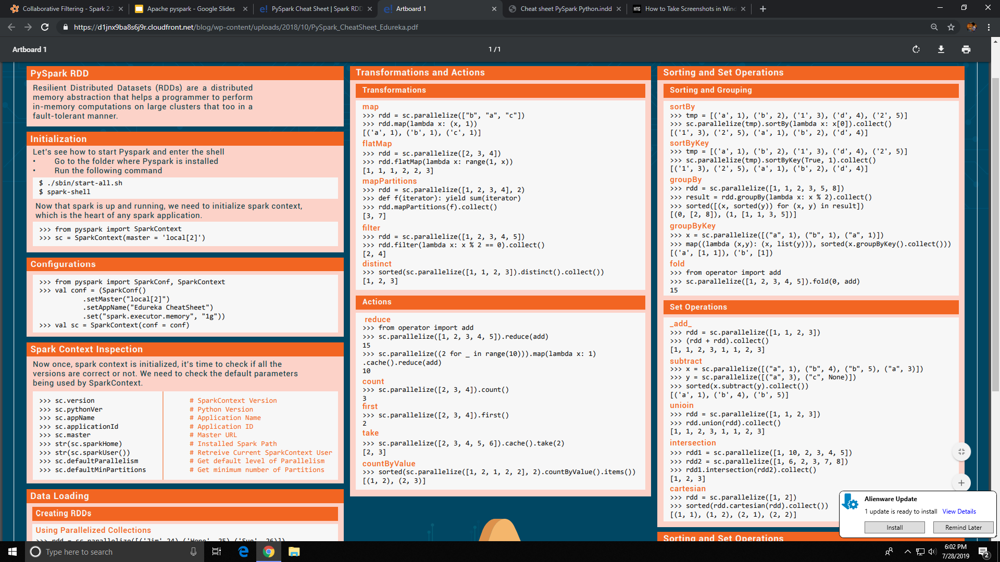 Collaborative Filtering - Spark 2.2
Apache pyspark - Google Slides
PySpark Cheat Sheet | Spark RDD
Artboard 1
Cheat sheet PySpark Python.indd
How to Take Screenshots in Wind
https://d1jnx9ba8s6j9r.cloudfront.net/blog/wp-content/uploads/2018/10/PySpark_CheatSheet_Edureka.pdf
Artboard 1
1 / 1
PySpark RDD
Resilient Distributed Datasets (RDDs) are a distributed
memory abstraction that helps a programmer to perform
in-memory computations on large clusters that too in a
fault-tolerant manner.
Initialization
Let's see how to start Pyspark and enter the shell
• Go to the folder where Pyspark is installed
• Run the following command
$ ./sbin/start-all.sh
$ spark-shell
Now that spark is up and running, we need to initialize spark context,
which is the heart of any spark application.
>>> from pyspark import SparkContext
>>> sc = SparkContext(master = 'local[2]')
Configurations
>>> from pyspark import SparkConf, SparkContext
>>> val conf = (SparkConf()
.setMaster("local[2]")
.setAppName("Edureka CheatSheet")
.set("spark.executor.memory", "1g"))
>>> val sc = SparkContext(conf = conf)
Spark Context Inspection
Now once, spark context is initialized, it's time to check if all the
versions are correct or not. We need to check the default parameters
being used by SparkContext.
>>> sc.version # SparkContext Version
>>> sc.pythonVer # Python Version
>>> sc.appName # Application Name
>>> sc.applicationId # Application ID
>>> sc.master # Master URL
>>> str(sc.sparkHome) # Installed Spark Path
>>> str(sc.sparkUser()) # Retreive Current SparkContext User
>>> sc.defaultParallelism # Get default level of Parallelism
>>> sc.defaultMinPartitions # Get minimum number of Partitions
Data Loading
Creating RDDs
Using Parallelized Collections
>>> rdd = sc.parallelize([('Jim',24),('Hope', 25),('Sue', 26)])
Transformations and Actions
Transformations
map
>>> rdd = sc.parallelize(["b", "a", "c"])
>>> rdd.map(lambda x: (x, 1))
[('a', 1), ('b', 1), ('c', 1)]
flatMap
>>> rdd = sc.parallelize([2, 3, 4])
>>> rdd.flatMap(lambda x: range(1, x))
[1, 1, 1, 2, 2, 3]
mapPartitions
>>> rdd = sc.parallelize([1, 2, 3, 4], 2)
>>> def f(iterator): yield sum(iterator)
>>> rdd.mapPartitions(f).collect()
[3, 7]
filter
>>> rdd = sc.parallelize([1, 2, 3, 4, 5])
>>> rdd.filter(lambda x: x % 2 == 0).collect()
[2, 4]
distinct
>>> sorted(sc.parallelize([1, 1, 2, 3]).distinct().collect())
[1, 2, 3]
Actions
reduce
>>> from operator import add
>>> sc.parallelize([1, 2, 3, 4, 5]).reduce(add)
15
>>> sc.parallelize((2 for _ in range(10))).map(lambda x: 1)
.cache().reduce(add)
10
count
>>> sc.parallelize([2, 3, 4]).count()
3
first
>>> sc.parallelize([2, 3, 4]).first()
2
take
>>> sc.parallelize([2, 3, 4, 5, 6]).cache().take(2)
[2, 3]
countByValue
>>> sorted(sc.parallelize([1, 2, 1, 2, 2], 2).countByValue().items())
[(1, 2), (2, 3)]
Sorting and Set Operations
Sorting and Grouping
sortBy
>>> tmp = [('a', 1), ('b', 2), ('1', 3), ('d', 4), ('2', 5)]
>>> sc.parallelize(tmp).sortBy(lambda x: x[0]).collect()
[('1', 3), ('2', 5), ('a', 1), ('b', 2), ('d', 4)]
sortByKey
>>> tmp = [('a', 1), ('b', 2), ('1', 3), ('d', 4), ('2', 5)]
>>> sc.parallelize(tmp).sortByKey(True, 1).collect()
[('1', 3), ('2', 5), ('a', 1), ('b', 2), ('d', 4)]
groupBy
>>> rdd = sc.parallelize([1, 1, 2, 3, 5, 8])
>>> result = rdd.groupBy(lambda x: x % 2).collect()
>>> sorted([(x, sorted(y)) for (x, y) in result])
[(0, [2, 8]), (1, [1, 1, 3, 5])]
groupByKey
>>> x = sc.parallelize([("a", 1), ("b", 1), ("a", 1)])
>>> map((lambda (x,y): (x, list(y))), sorted(x.groupByKey().collect()))
[('a', [1, 1]), ('b', [1])
fold
>>> from operator import add
>>> sc.parallelize([1, 2, 3, 4, 5]).fold(0, add)
15
Set Operations
_add_
>>> rdd = sc.parallelize([1, 1, 2, 3])
>>> (rdd + rdd).collect()
[1, 1, 2, 3, 1, 1, 2, 3]
subtract
>>> x = sc.parallelize([("a", 1), ("b", 4), ("b", 5), ("a", 3)])
>>> y = sc.parallelize([("a", 3), ("c", None)])
>>> sorted(x.subtract(y).collect())
[('a', 1), ('b', 4), ('b', 5)]
unioin
>>> rdd = sc.parallelize([1, 1, 2, 3])
>>> rdd.union(rdd).collect()
[1, 1, 2, 3, 1, 1, 2, 3]
intersection
>>> rdd1 = sc.parallelize([1, 10, 2, 3, 4, 5])
>>> rdd2 = sc.parallelize([1, 6, 2, 3, 7, 8])
>>> rdd1.intersection(rdd2).collect()
[1, 2, 3]
cartesian
>>> rdd = sc.parallelize([1, 2])
>>> sorted(rdd.cartesian(rdd).collect())
[(1, 1), (1, 2), (2, 1), (2, 2)]
Sorting and Set Operations
Alienware Update
1 update is ready to install View Details
Install
Remind Later
Type here to search
6:02 PM
7/28/2019
2